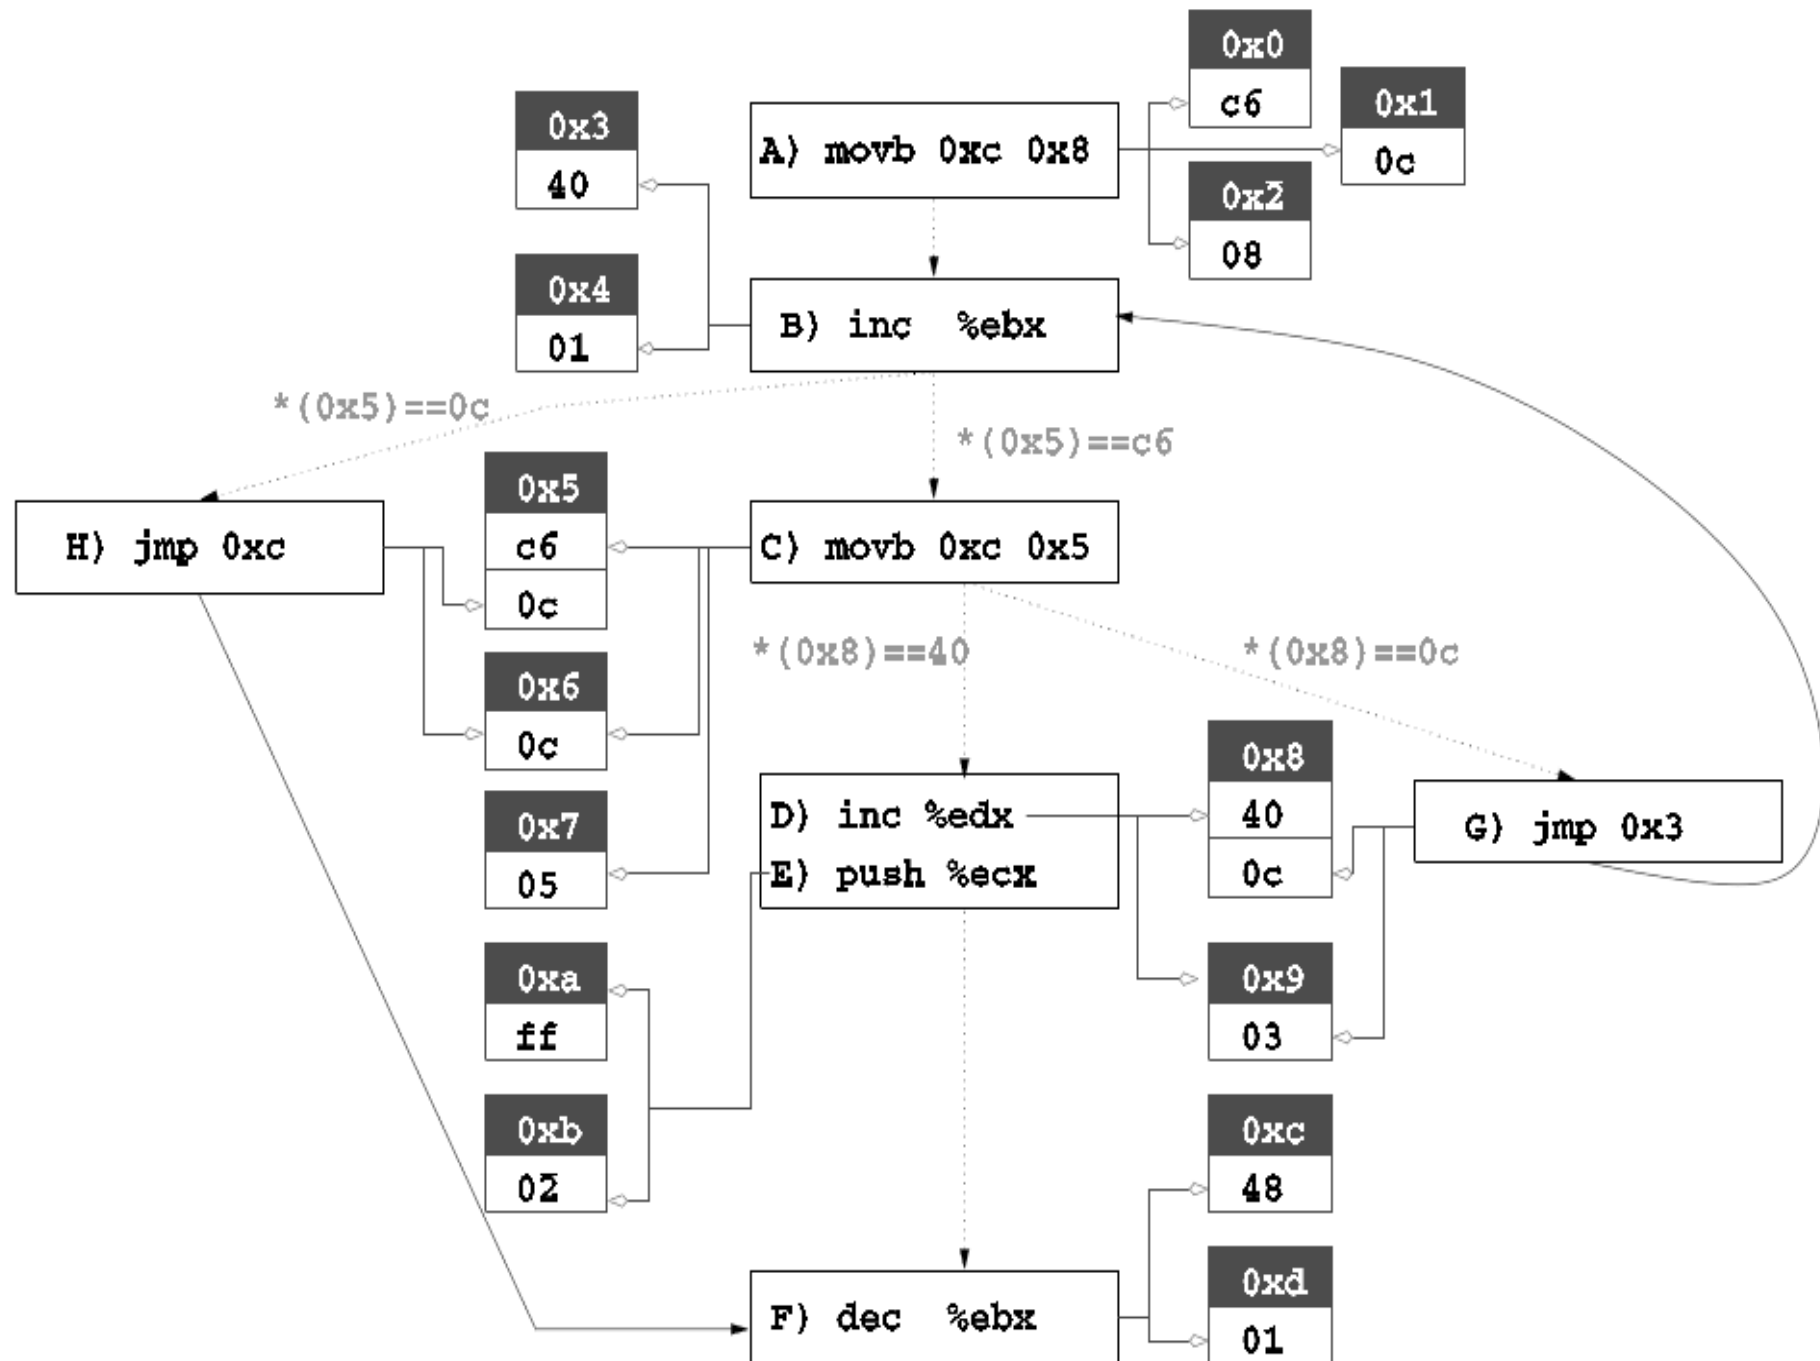 0x0
c6
0x1
0c
0x3
40
A) movb 0xc 0x8
0x2
08
0x4
01
B) inc %ebx
*(0x5)==0c
*(0x5)==c6
0x5
c6
0c
H) jmp 0xc
C) movb 0xc 0x5
*(0x8)==40
*(0x8)==0c
0x6
0c
0x7
05
D) inc %edx
E) push %ecx
0x8
40
0c
G) jmp 0x3
0xa
ff
0x9
03
0xb
02
0xc
48
F) dec %ebx
0xd
01